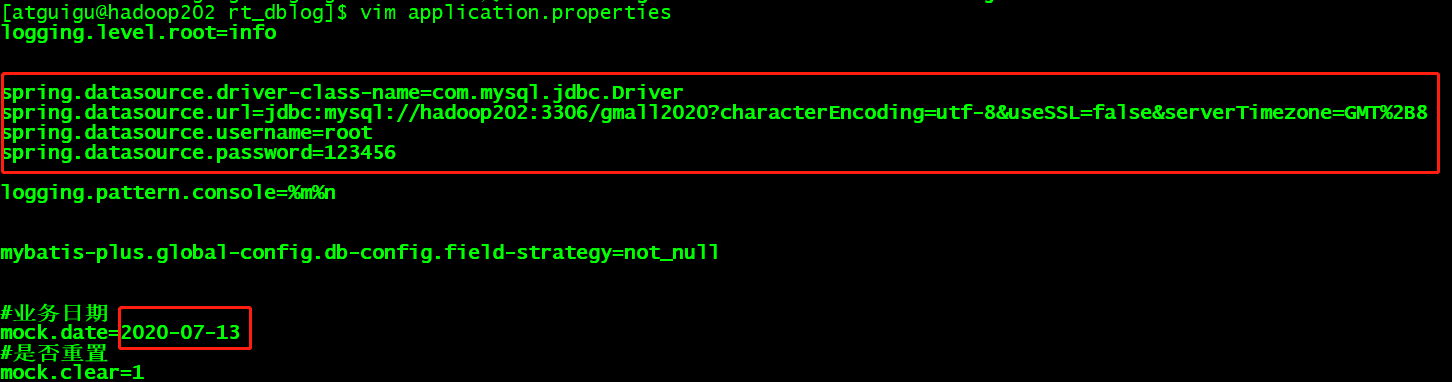 [atguigu@hadoop202 rt_dblog]$ vim application.properties
logging.level.root=info
spring.datasource.driver-class-name=com.mysql.jdbc.Driver
spring.datasource.url=jdbc:mysql://hadoop202:3306/gmall2020?characterEncoding=utf-8&useSSL=false&serverTimezone=GMT%2B8
spring.datasource.username=root
spring.datasource.password=123456
logging.pattern.console=%m%n
mybatis-plus.global-config.db-config.field-strategy=not_null
#业务日期
mock.date=2020-07-13
#是否重置
mock.clear=1